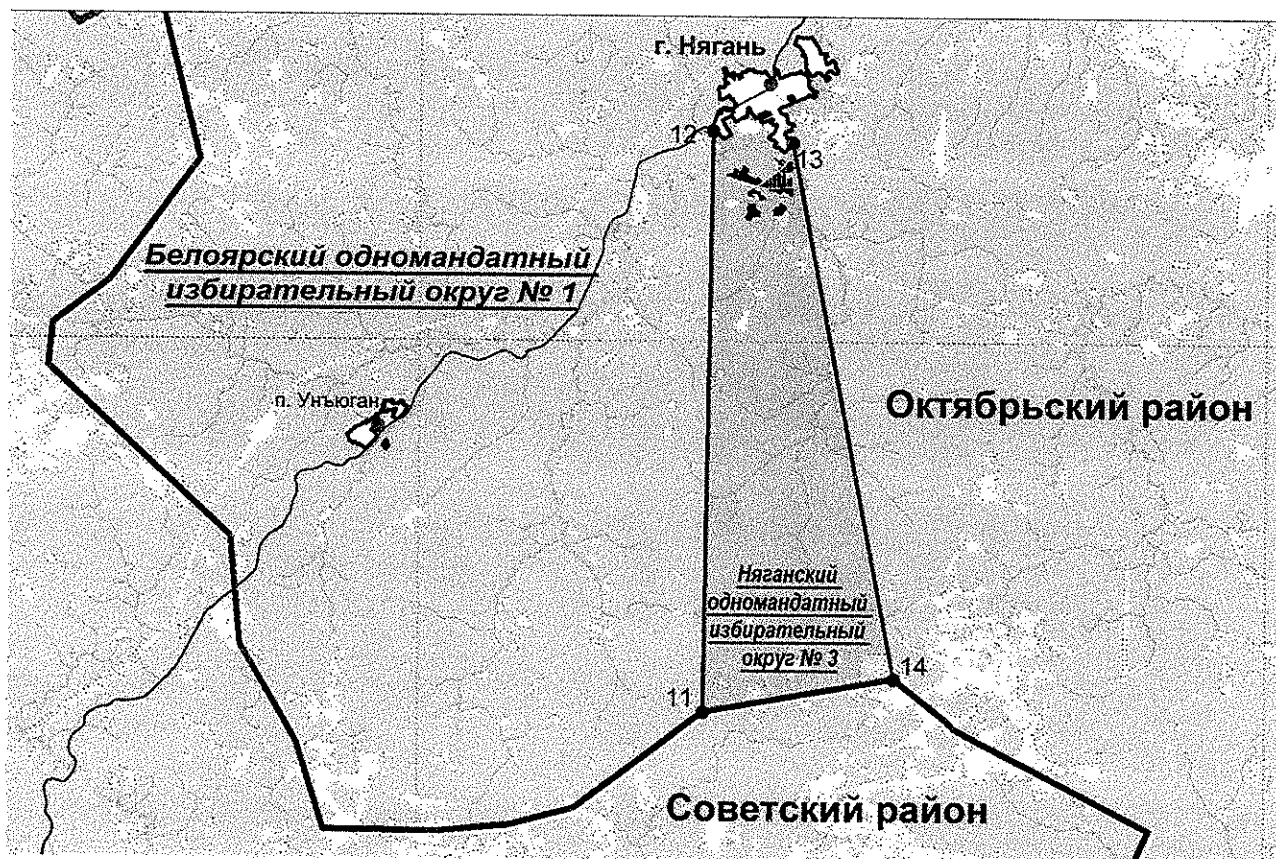 г. Нягань
12
13
Белоярский одномандатный
избирательный округ № 1
п. Унъюган
Октябрьский район
Няганский
одномандатный
избирательный
округ № 3
14
11
Советский район